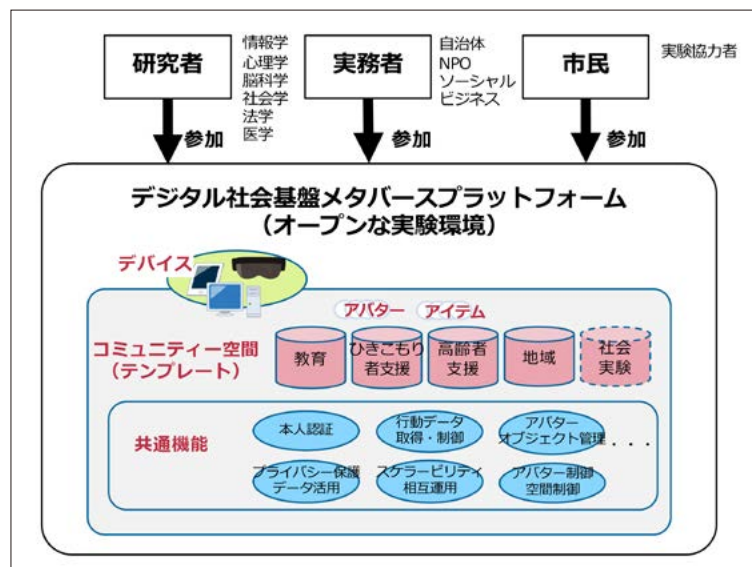 研究者
情報学
心理学
脳科学
社会学
法学
医学
実務者
自治体
NPO
ソーシャル
ビジネス
市民
実験協力者
参加
参加
参加
デジタル社会基盤メタバースプラットフォーム
（オープンな実験環境）
デバイス
アバター
アイテム
コミュニティー空間
（テンプレート）
教育
ひきこもり
者支援
高齢者
支援
地域
社会
実験
共通機能
本人認証
行動データ
取得・制御
アバター
オブジェクト管理
・・・
プライバシー保護
データ活用
スケラービリティ
相互運用
アバター制御
空間制御